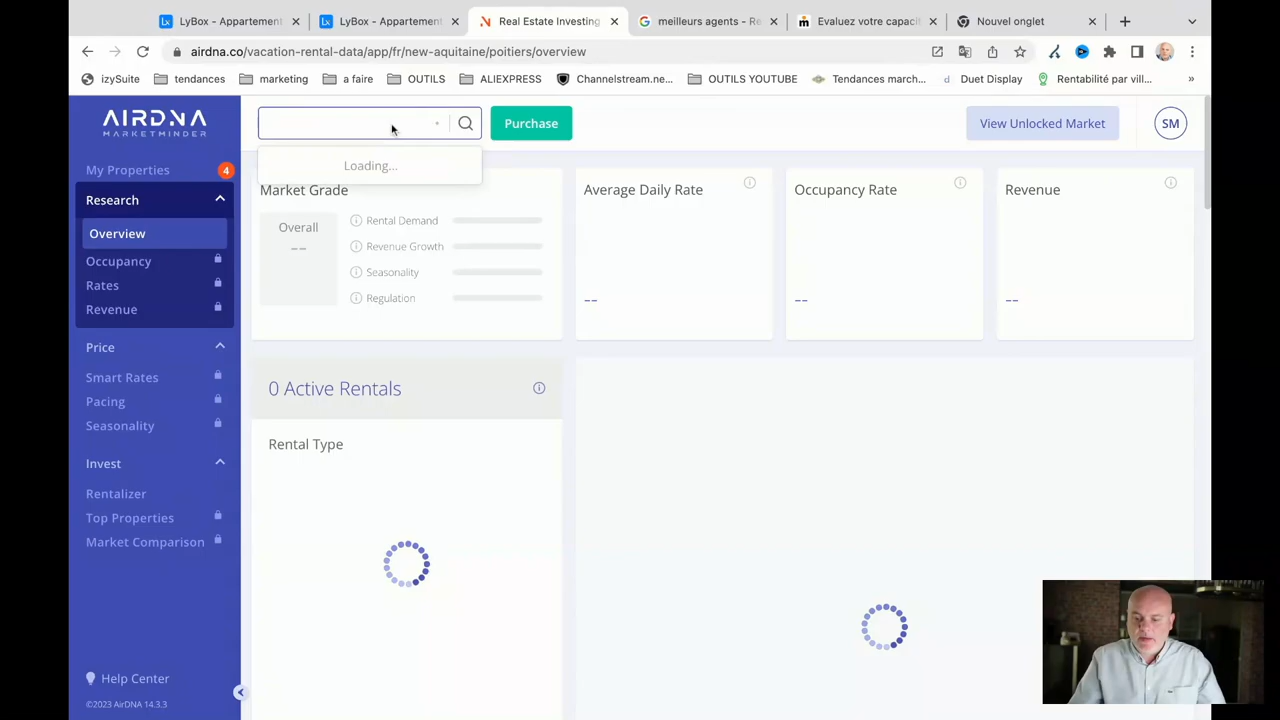 LyBox - Appartement
LyBox - Appartement
Real Estate Investing
meilleurs agents - Re
Evaluez votre capacit
Nouvel onglet
airdna.co/vacation-rental-data/app/fr/new-aquitaine/poitiers/overview
izySuite
tendances
marketing
a faire
OUTILS
ALIEXPRESS
Channelstream.ne...
OUTILS YOUTUBE
Tendances march...
Duet Display
Rentabilité par vill...
»
AIRDNA
MARKETMINDER
Purchase
View Unlocked Market
SM
Loading...
My Properties
4
Research
Overview
Occupancy
Rates
Revenue
Price
Smart Rates
Pacing
Seasonality
Invest
Rentalizer
Top Properties
Market Comparison
Help Center
©2023 AirDNA 14.3.3
Market Grade
Overall
--
Rental Demand
Revenue Growth
Seasonality
Regulation
Average Daily Rate
--
Occupancy Rate
--
Revenue
--
0 Active Rentals
Rental Type